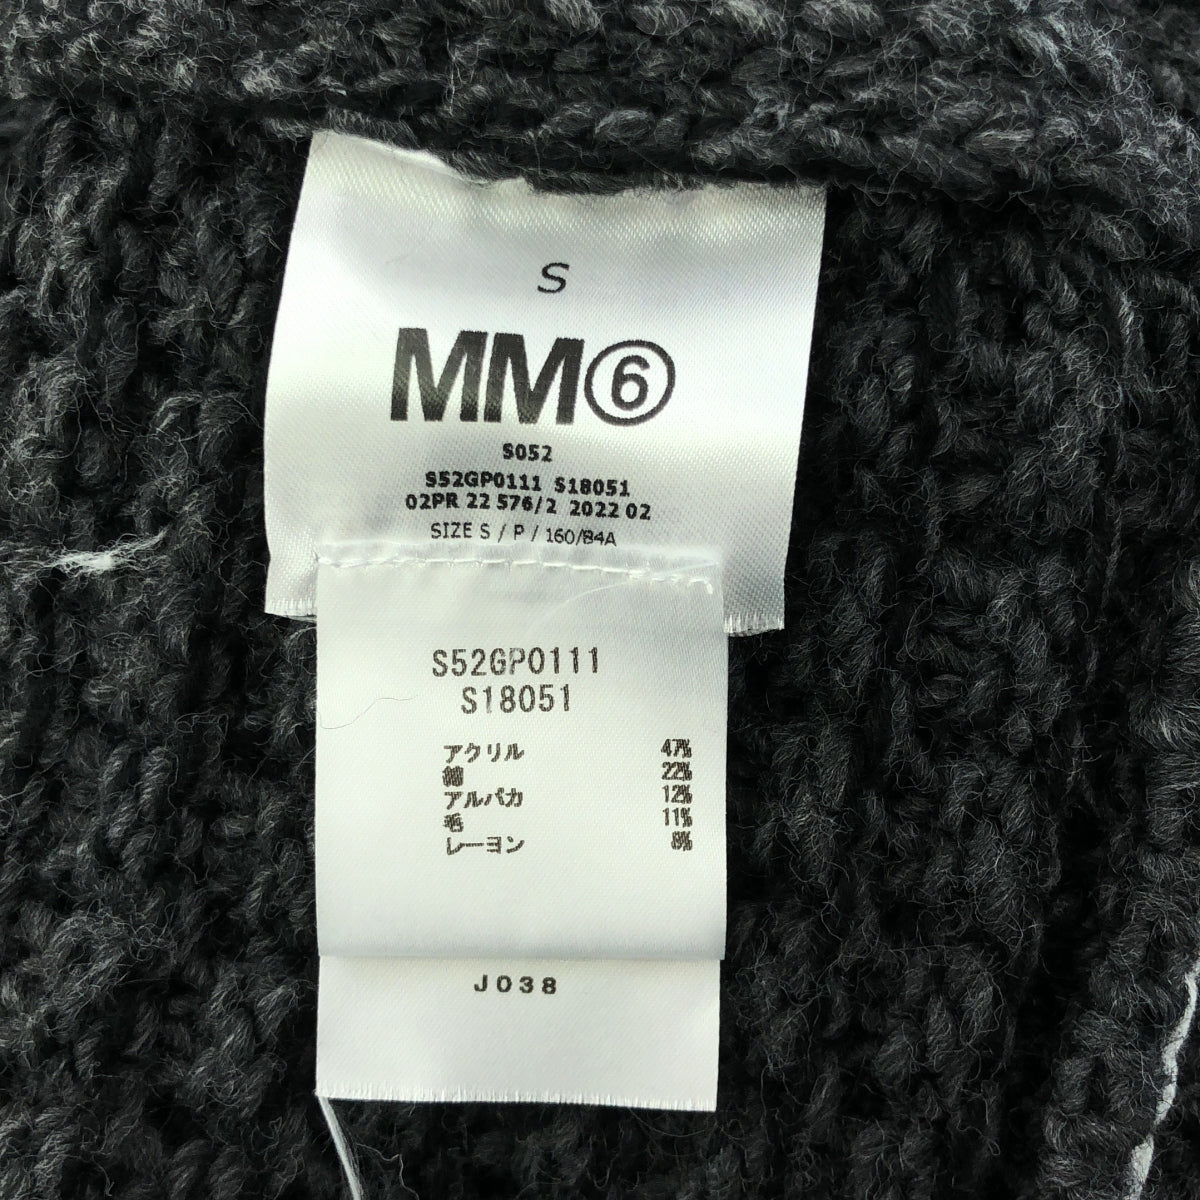 S
MM⑥
S052
S52GP0111 S18051
02PR 22 576/2 2022 02
SIZE S / P / 160/84A
S52GP0111
S18051
アクリル 47%
綿 22%
アルパカ 12%
毛 11%
レーヨン 8%
J038